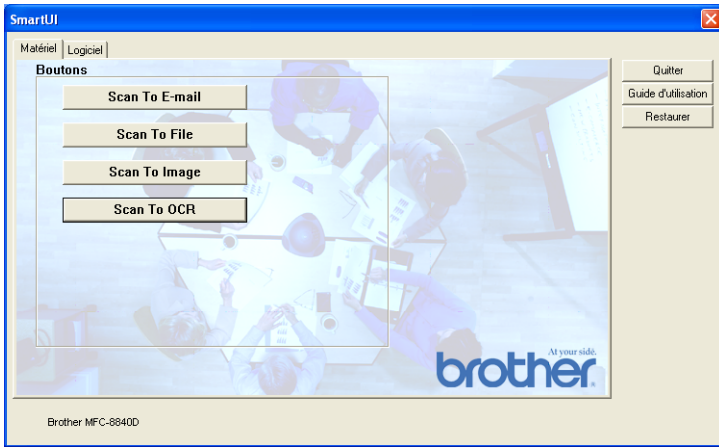 SmartUI
Matériel
Logiciel
Boutons
Scan To E-mail
Scan To File
Scan To Image
Scan To OCR
Quitter
Guide d'utilisation
Restaurer
At your side.
brother.
Brother MFC-8840D